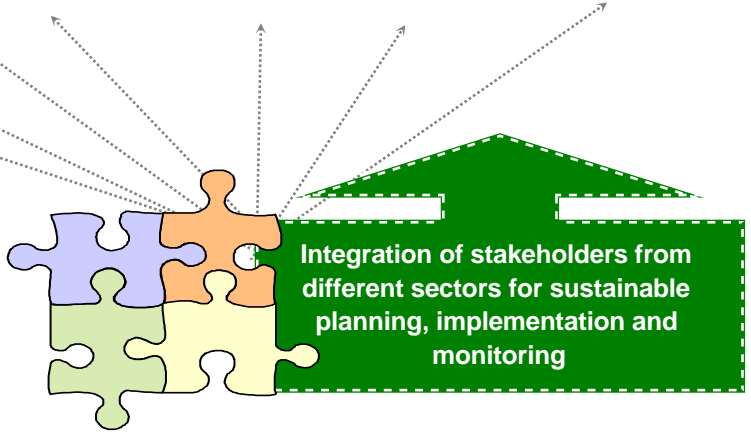 Integration of stakeholders from
different sectors for sustainable
planning, implementation and
monitoring